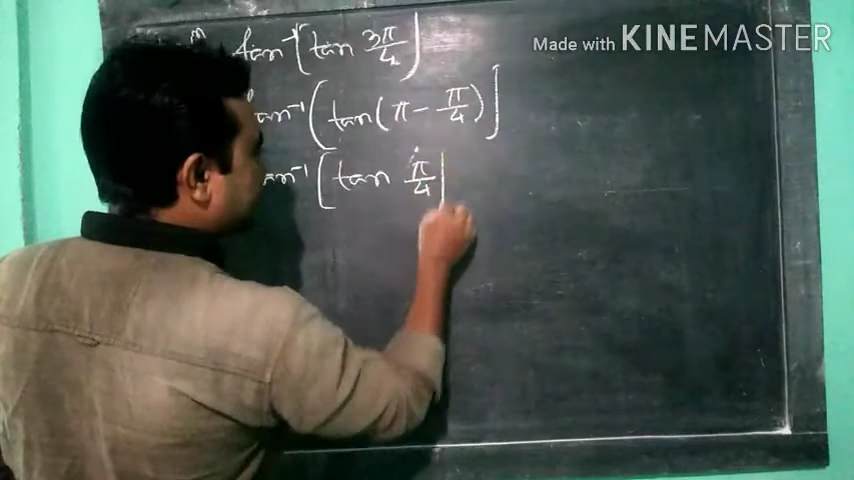 Made with KINEMASTER
tan⁻¹[tan 3π/4]
tan⁻¹[tan(π - π/4)]
tan⁻¹[tan π/4]